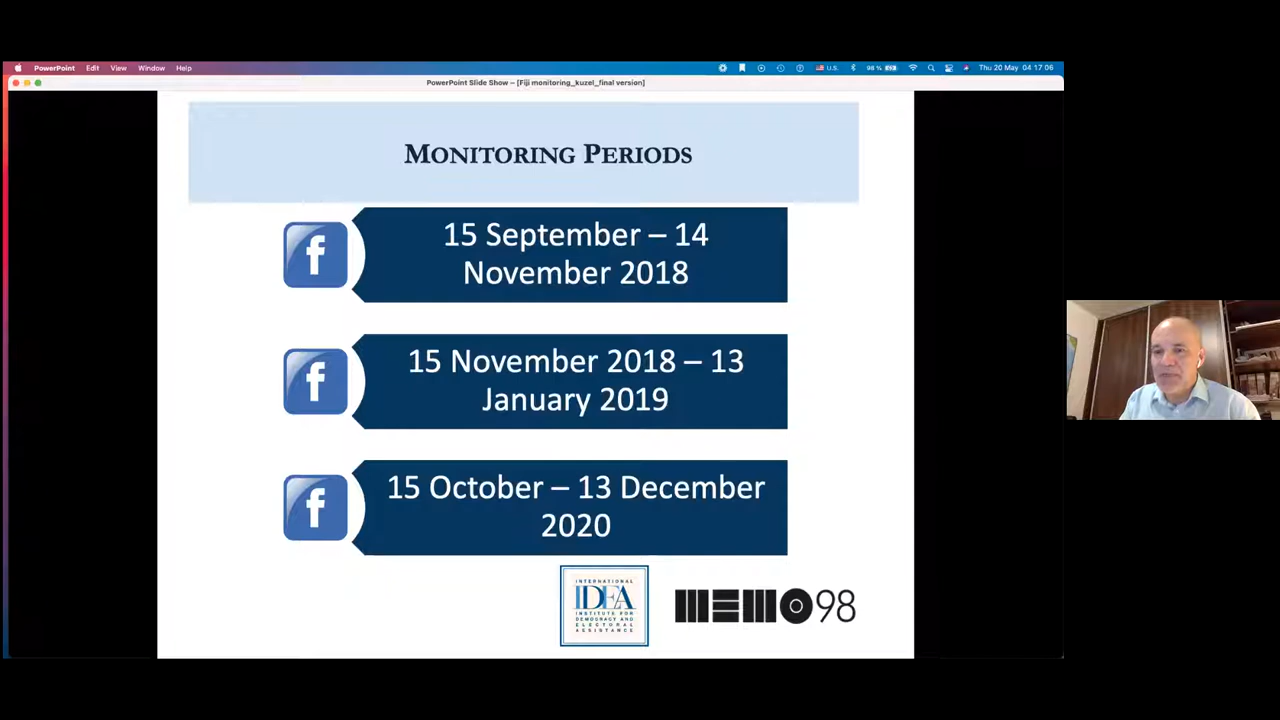 PowerPoint Edit View Window Help
U.S. 98 % Thu 20 May 04 17 06
PowerPoint Slide Show – [Fiji monitoring_kuzel_final version]
MONITORING PERIODS
f
15 September – 14
November 2018
f
15 November 2018 – 13
January 2019
f
15 October – 13 December
2020
INTERNATIONAL
IDEA
INSTITUTE FOR
DEMOCRACY AND
ELECTORAL
ASSISTANCE
MEMO98